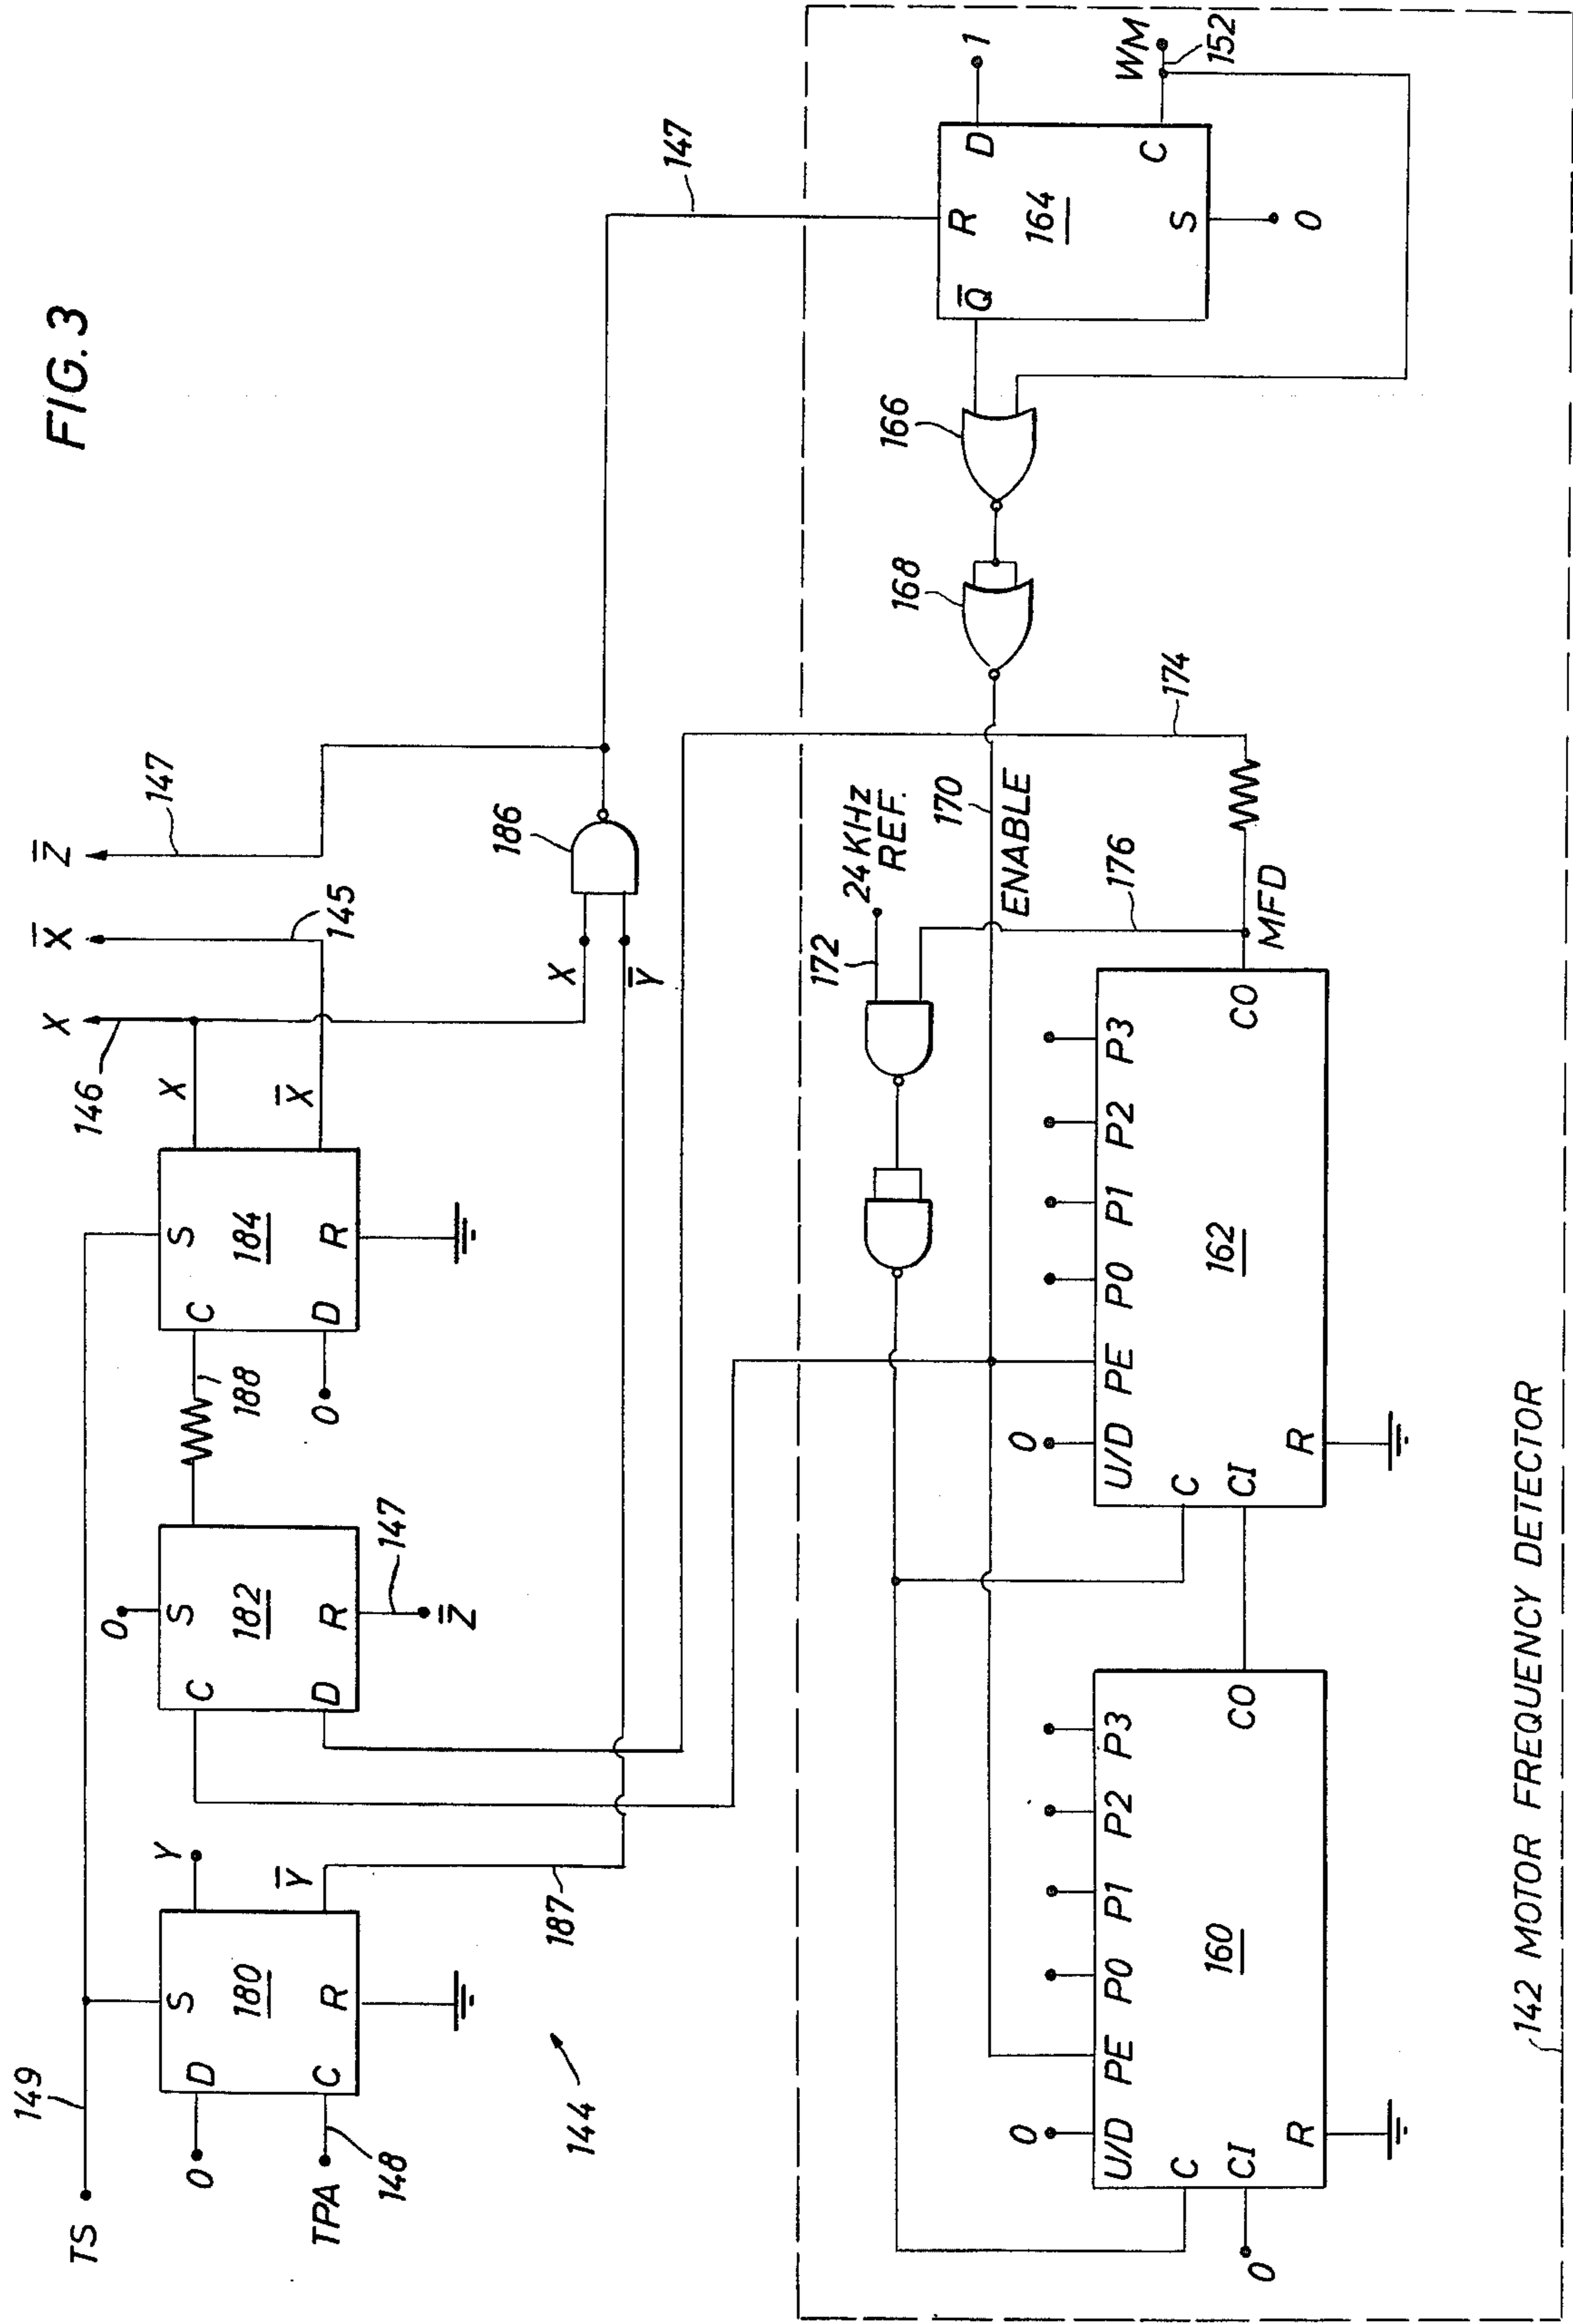 FIG. 3
TS
149
0
D
S
180
C
R
Y
Y̅
TPA
148
187
144
0
S
C
182
D
R
147
Z̅
188
0
S
C
184
D
R
X
X̅
146
X
145
X̅
147
Z̅
X
Y̅
186
147
1
D
R
Q̅
164
C
S
0
WM
152
166
168
170
ENABLE
172
24 KHz
REF.
174
176
MFD
0
U/D
PE
P0
P1
P2
P3
C
CI
162
CO
R
0
U/D
PE
P0
P1
P2
P3
C
CI
160
CO
R
0
142 MOTOR FREQUENCY DETECTOR